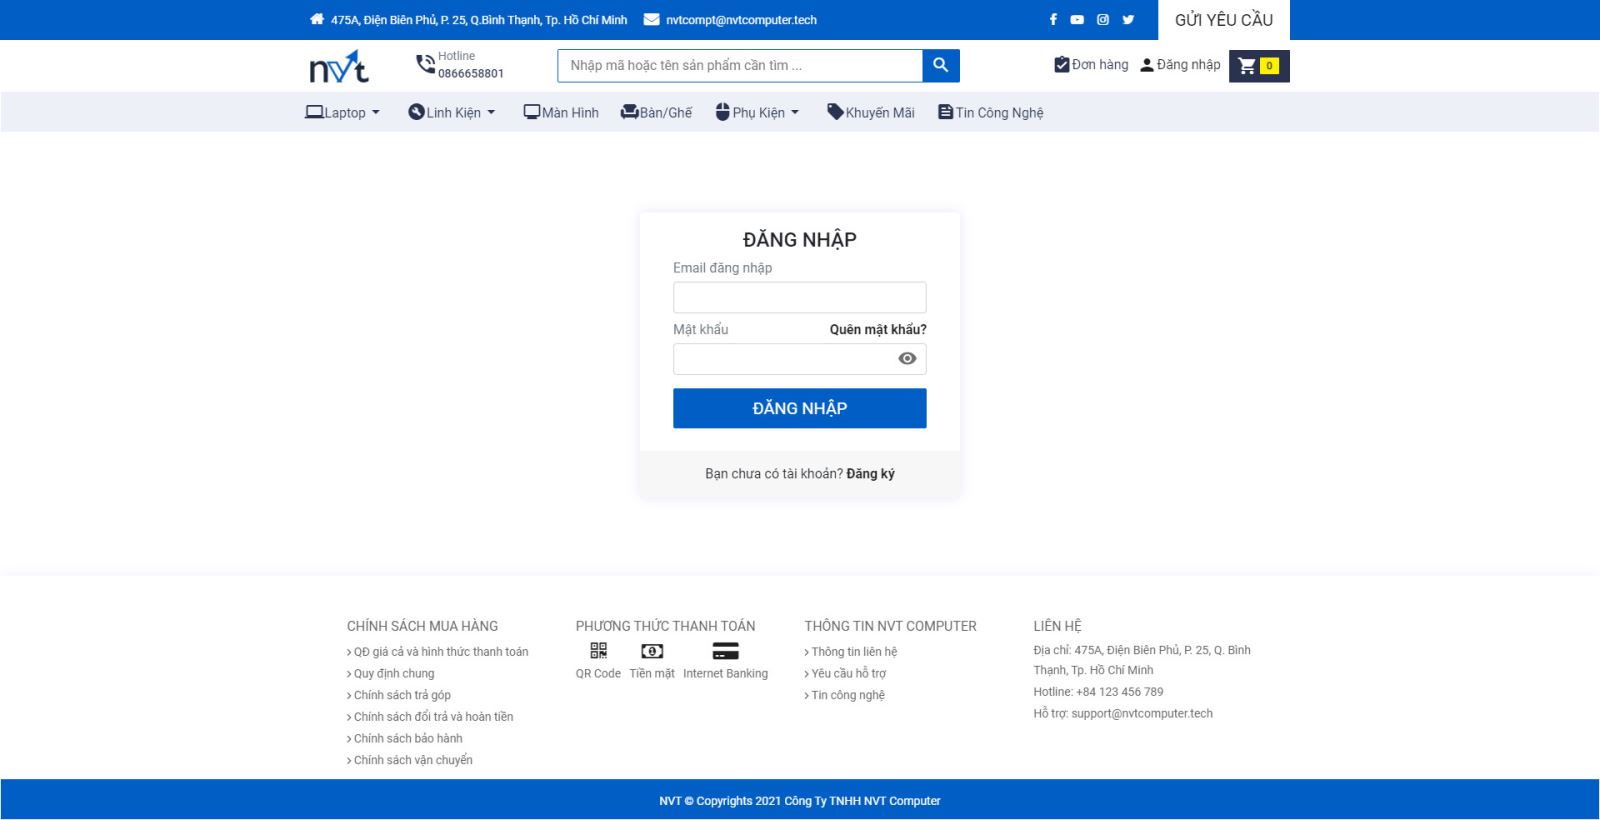 475A, Điện Biên Phủ, P. 25, Q.Bình Thạnh, Tp. Hồ Chí Minh nvtcompt@nvtcomputer.tech GỬI YÊU CẦU
nvt Hotline
0866658801
Nhập mã hoặc tên sản phẩm cần tìm ... Đơn hàng Đăng nhập 0
Laptop Linh Kiện Màn Hình Bàn/Ghế Phụ Kiện Khuyến Mãi Tin Công Nghệ
ĐĂNG NHẬP
Email đăng nhập
Mật khẩu Quên mật khẩu?
ĐĂNG NHẬP
Bạn chưa có tài khoản? Đăng ký
CHÍNH SÁCH MUA HÀNG
› QĐ giá cả và hình thức thanh toán
› Quy định chung
› Chính sách trả góp
› Chính sách đổi trả và hoàn tiền
› Chính sách bảo hành
› Chính sách vận chuyển
PHƯƠNG THỨC THANH TOÁN
QR Code Tiền mặt Internet Banking
THÔNG TIN NVT COMPUTER
› Thông tin liên hệ
› Yêu cầu hỗ trợ
› Tin công nghệ
LIÊN HỆ
Địa chỉ: 475A, Điện Biên Phủ, P. 25, Q. Bình
Thạnh, Tp. Hồ Chí Minh
Hotline: +84 123 456 789
Hỗ trợ: support@nvtcomputer.tech
NVT © Copyrights 2021 Công Ty TNHH NVT Computer